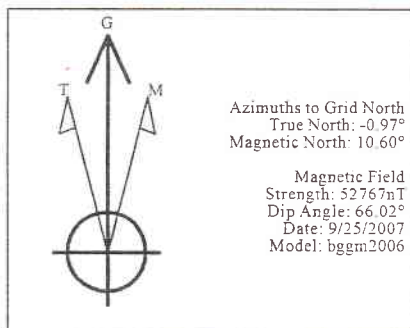 G
T M
Azimuths to Grid North
True North: -0.97°
Magnetic North: 10.60°
Magnetic Field
Strength: 52767nT
Dip Angle: 66.02°
Date: 9/25/2007
Model: bggm2006